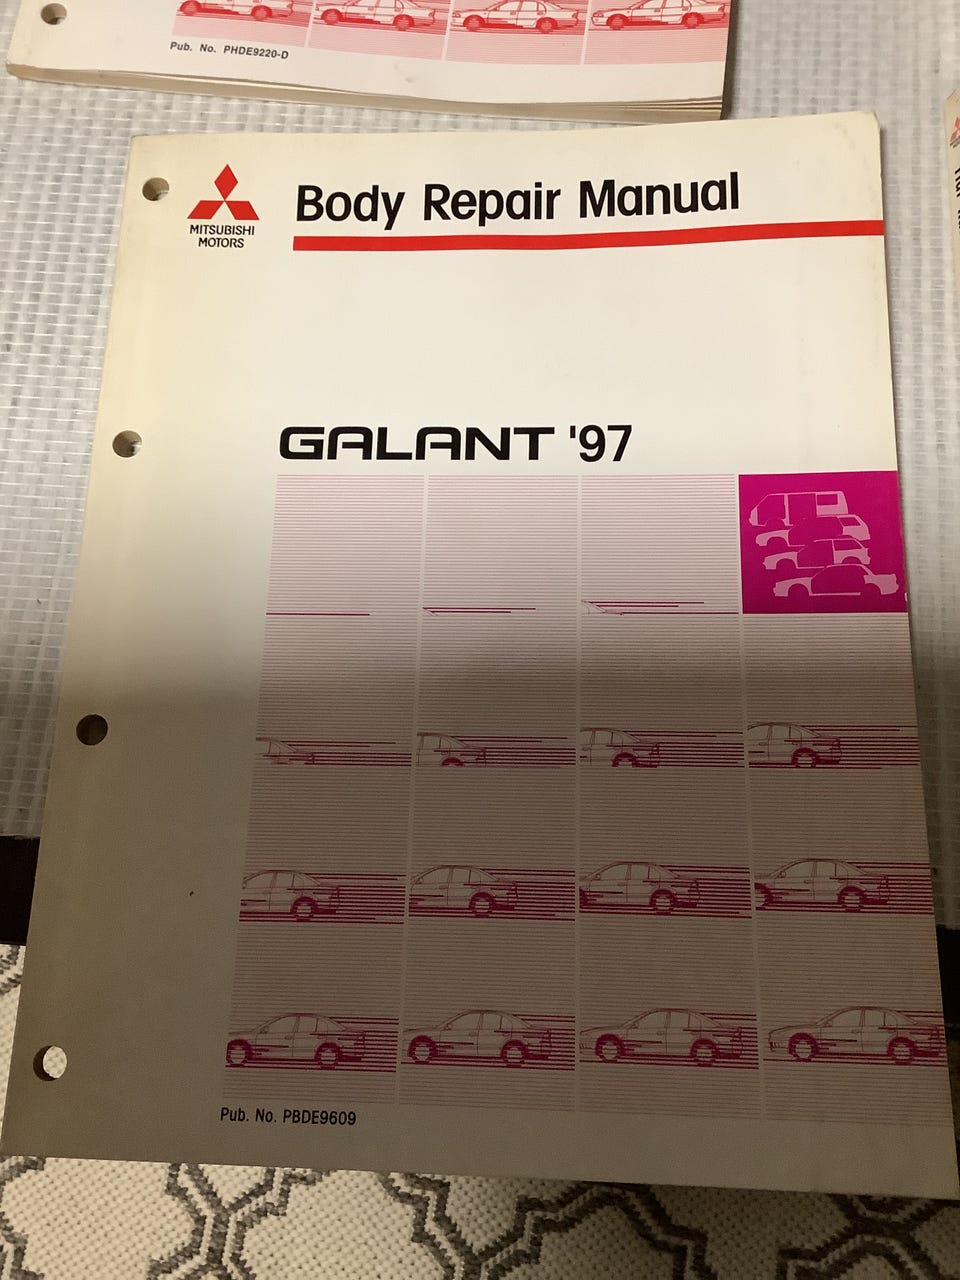 Pub. No. PHDE9220-D
MITSUBISHI
MOTORS
Body Repair Manual
GALANT '97
Pub. No. PBDE9609